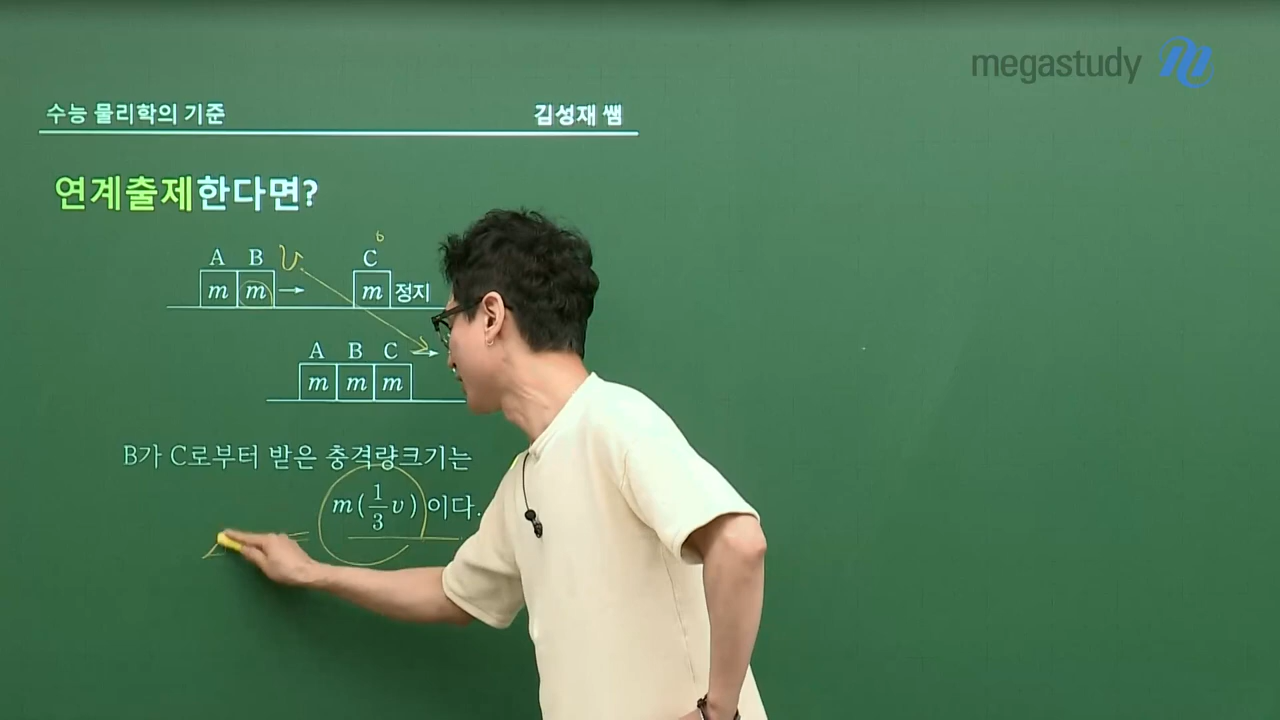 megastudy
수능 물리학의 기준 김성재 쌤
연계출제한다면?
A B υ C 0
m m m 정지
A B C
m m m
B가 C로부터 받은 충격량크기는
m(1/3 υ)이다.